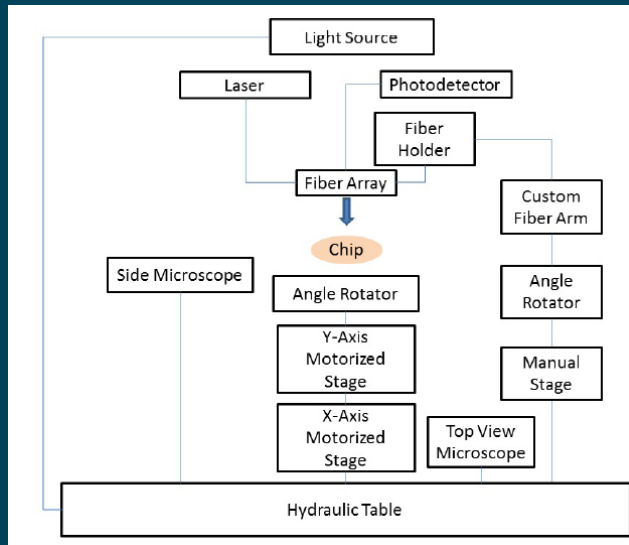 Light Source
Laser
Photodetector
Fiber
Holder
Fiber Array
Custom
Fiber Arm
Chip
Side Microscope
Angle Rotator
Angle
Rotator
Y-Axis
Motorized
Stage
Manual
Stage
X-Axis
Motorized
Stage
Top View
Microscope
Hydraulic Table